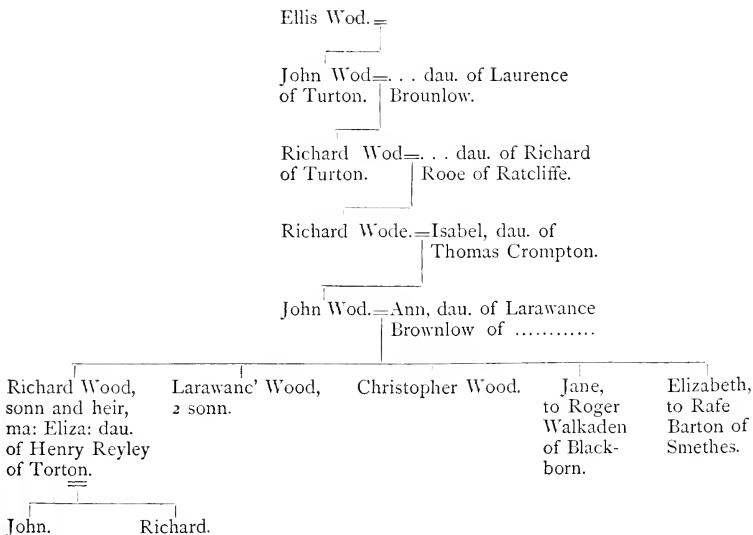 Ellis Wod.=
John Wod=. . . dau. of Laurence
of Turton. Brounlow.
Richard Wod=. . . dau. of Richard
of Turton. Rooe of Ratcliffe.
Richard Wode.=Isabel, dau. of
Thomas Crompton.
John Wod.=Ann, dau. of Larawance
Brownlow of ............
Richard Wood,
sonn and heir,
ma: Eliza: dau.
of Henry Reyley
of Torton.
=
Larawanc' Wood,
2 sonn.
Christopher Wood.
Jane,
to Roger
Walkaden
of Black-
born.
Elizabeth,
to Rafe
Barton of
Smethes.
John. Richard.